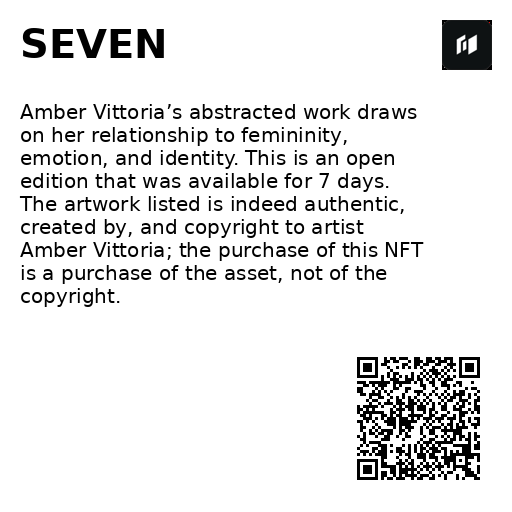 SEVEN
Amber Vittoria’s abstracted work draws
on her relationship to femininity,
emotion, and identity. This is an open
edition that was available for 7 days.
The artwork listed is indeed authentic,
created by, and copyright to artist
Amber Vittoria; the purchase of this NFT
is a purchase of the asset, not of the
copyright.